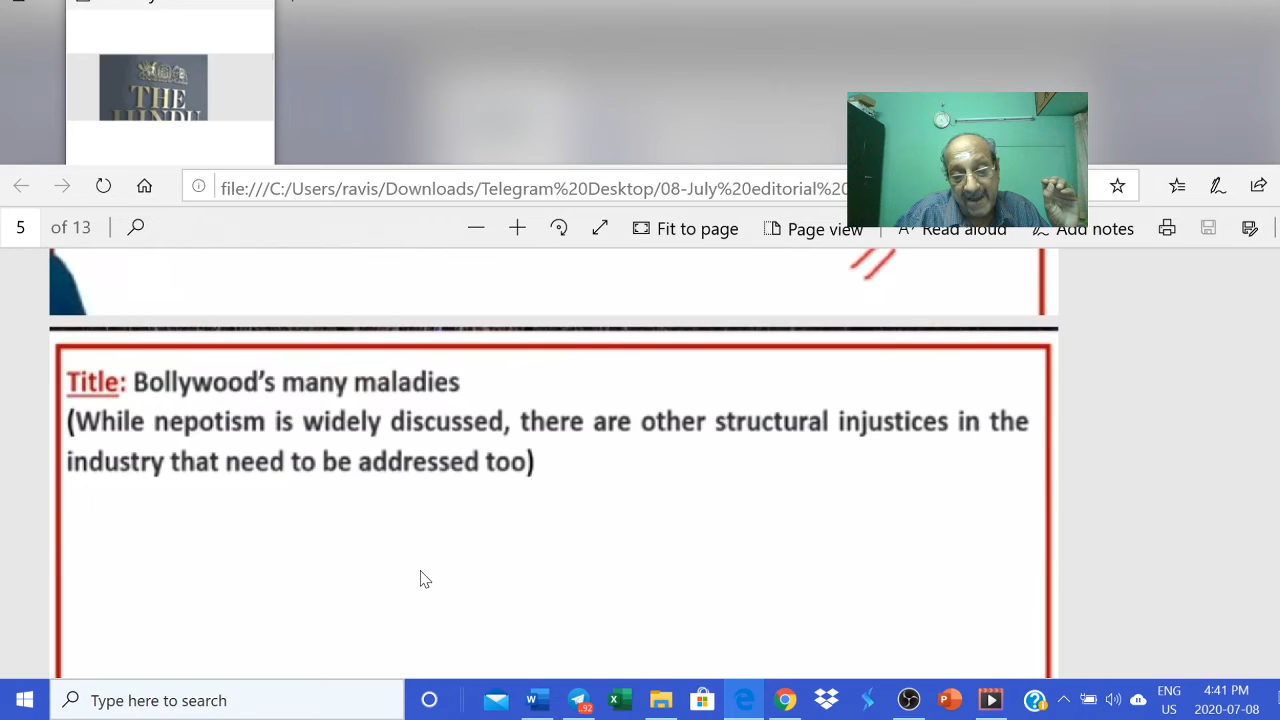 THE
HINDU
file:///C:/Users/ravis/Downloads/Telegram%20Desktop/08-July%20editorial%20
5 of 13
Fit to page
Page view
Read aloud
Add notes
Title: Bollywood's many maladies
(While nepotism is widely discussed, there are other structural injustices in the
industry that need to be addressed too)
Type here to search
92
ENG
US
4:41 PM
2020-07-08